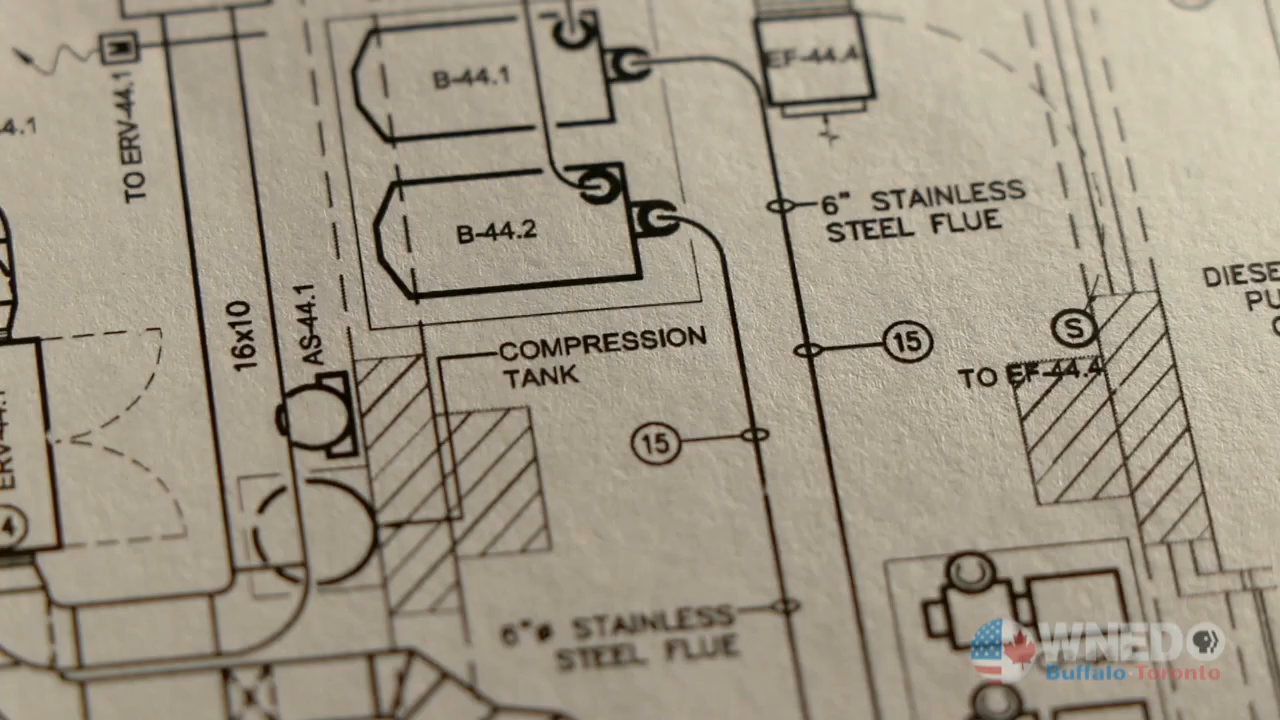 M
TO ERV-44.1
4.1
B-44.1
EF-44.4
B-44.2
6" STAINLESS
STEEL FLUE
16x10
AS-44.1
COMPRESSION
TANK
15
15
S
TO EF-44.4
DIESE
PU
ERV-44.1
4
6"ø STAINLESS
STEEL FLUE
WNED
PBS
Buffalo Toronto